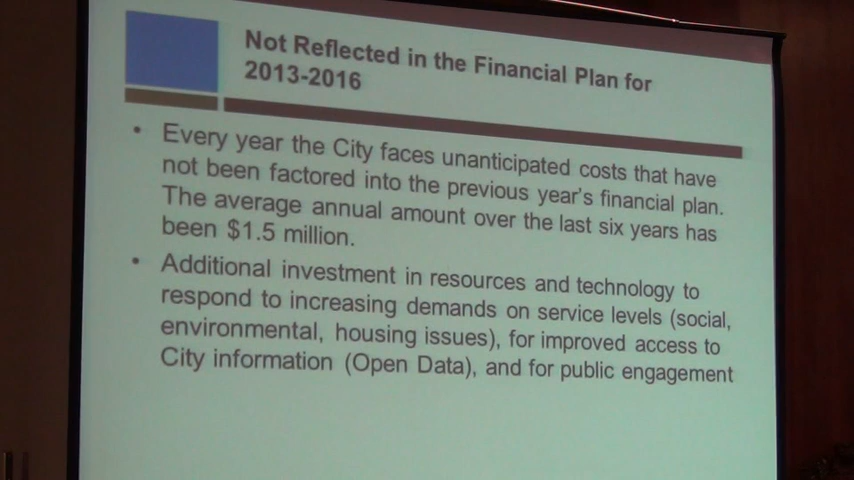 Not Reflected in the Financial Plan for
2013-2016
• Every year the City faces unanticipated costs that have
not been factored into the previous year's financial plan.
The average annual amount over the last six years has
been $1.5 million.
• Additional investment in resources and technology to
respond to increasing demands on service levels (social,
environmental, housing issues), for improved access to
City information (Open Data), and for public engagement